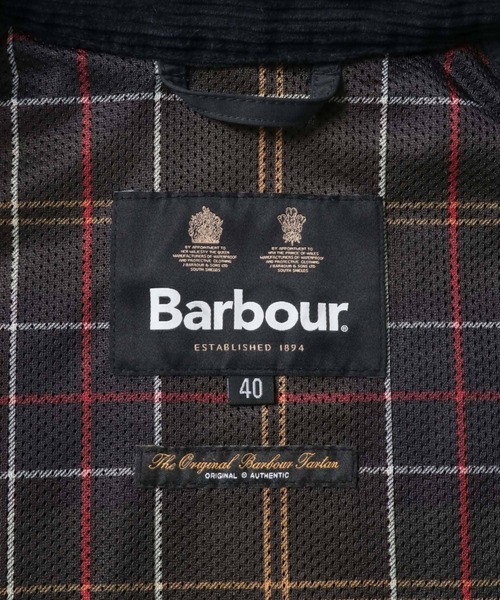 BY APPOINTMENT TO
HER MAJESTY THE QUEEN
MANUFACTURERS OF WATERPROOF
AND PROTECTIVE CLOTHING
J BARBOUR & SONS LTD
SOUTH SHIELDS
BY APPOINTMENT TO
HRH THE PRINCE OF WALES
MANUFACTURERS OF WATERPROOF
AND PROTECTIVE CLOTHING
J BARBOUR & SONS LTD
SOUTH SHIELDS
Barbour®
ESTABLISHED 1894
40
The Original Barbour Tartan
ORIGINAL & AUTHENTIC